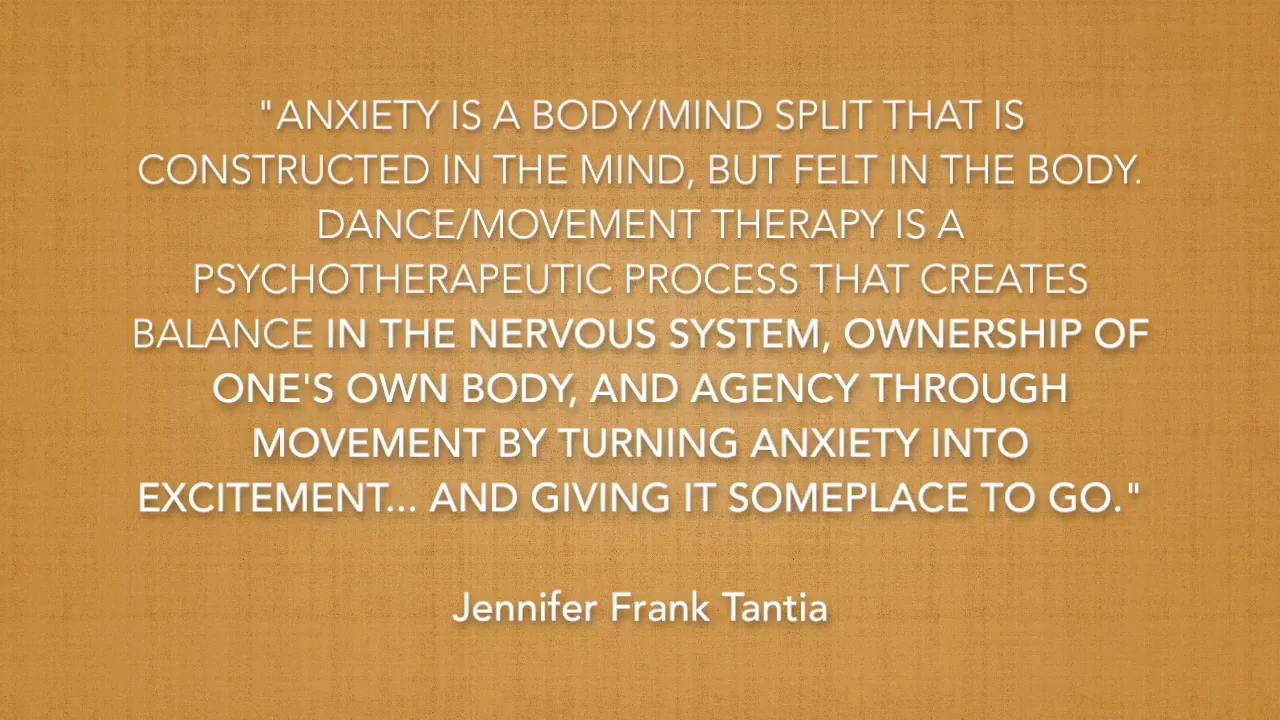 "ANXIETY IS A BODY/MIND SPLIT THAT IS
CONSTRUCTED IN THE MIND, BUT FELT IN THE BODY.
DANCE/MOVEMENT THERAPY IS A
PSYCHOTHERAPEUTIC PROCESS THAT CREATES
BALANCE IN THE NERVOUS SYSTEM, OWNERSHIP OF
ONE'S OWN BODY, AND AGENCY THROUGH
MOVEMENT BY TURNING ANXIETY INTO
EXCITEMENT... AND GIVING IT SOMEPLACE TO GO."
Jennifer Frank Tantia